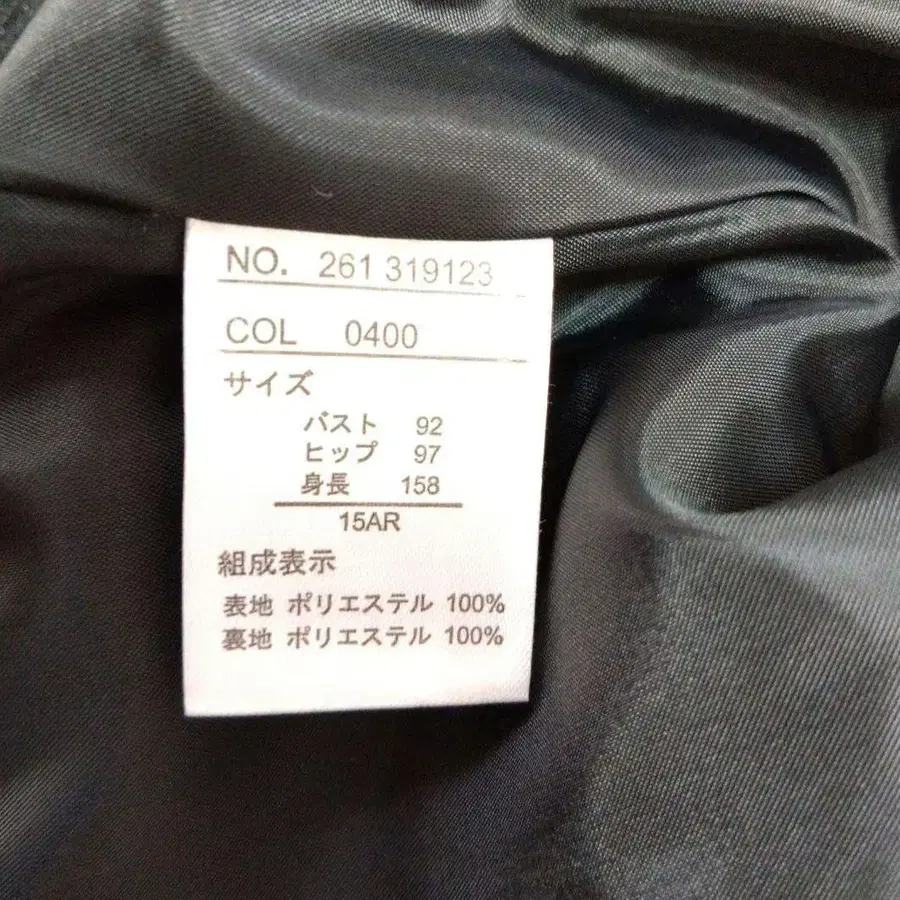 NO. 261 319123
COL 0400
サイズ
バスト 92
ヒップ 97
身長 158
15AR
組成表示
表地 ポリエステル 100%
裏地 ポリエステル 100%